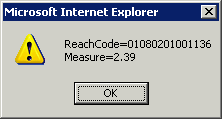 Microsoft Internet Explorer
ReachCode=01080201001136
Measure=2.39
OK